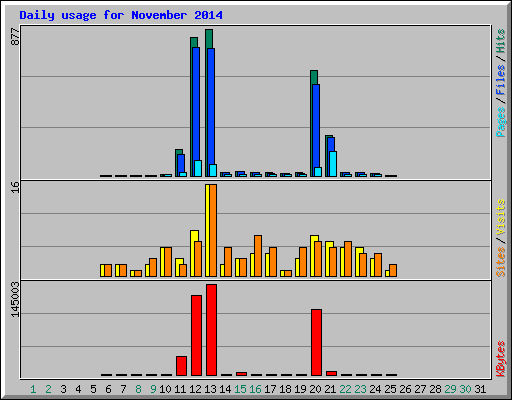 Daily usage for November 2014
877
Pages / Files / Hits
16
Sites / Visits
145003
KBytes
1 2 3 4 5 6 7 8 9 10 11 12 13 14 15 16 17 18 19 20 21 22 23 24 25 26 27 28 29 30 31